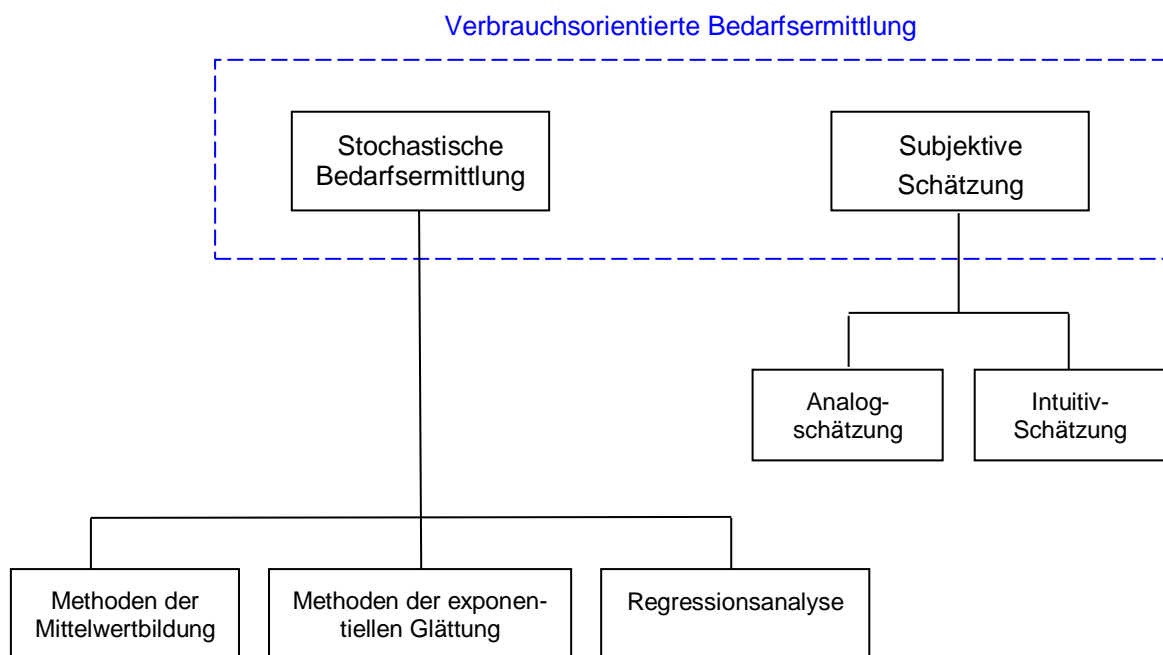 Verbrauchsorientierte Bedarfsermittlung
Stochastische
Bedarfsermittlung
Subjektive
Schätzung
Analog-
schätzung
Intuitiv-
Schätzung
Methoden der
Mittelwertbildung
Methoden der exponen-
tiellen Glättung
Regressionsanalyse